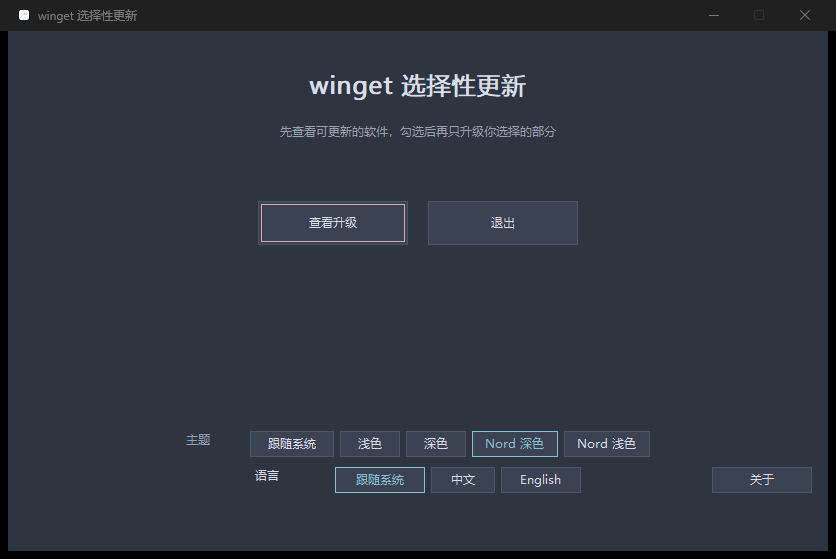 winget 选择性更新
winget 选择性更新
先查看可更新的软件，勾选后再只升级你选择的部分
查看升级 退出
主题 跟随系统 浅色 深色 Nord 深色 Nord 浅色
语言 跟随系统 中文 English 关于